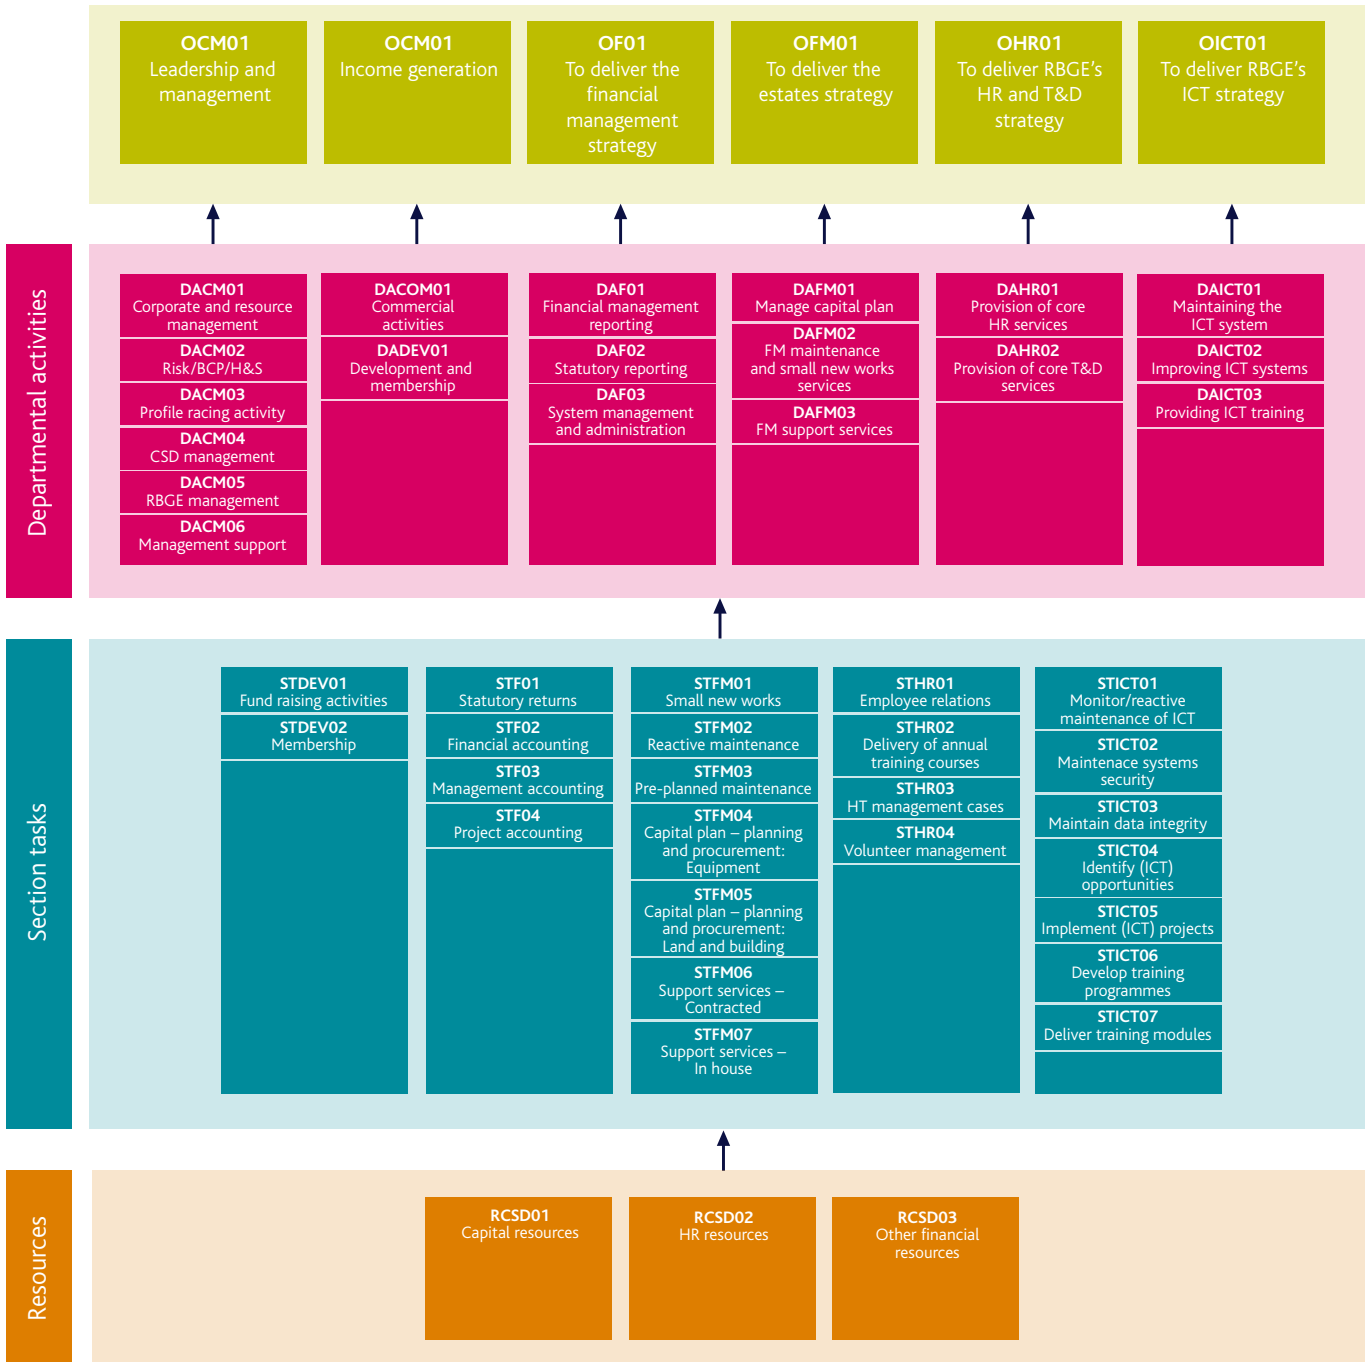 OCM01
Leadership and
management
OCM01
Income generation
OF01
To deliver the
financial
management
strategy
OFM01
To deliver the
estates strategy
OHR01
To deliver RBGE’s
HR and T&D
strategy
OICT01
To deliver RBGE’s
ICT strategy
Departmental activities
DACM01
Corporate and resource
management
DACM02
Risk/BCP/H&S
DACM03
Profile racing activity
DACM04
CSD management
DACM05
RBGE management
DACM06
Management support
DACOM01
Commercial
activities
DADEV01
Development and
membership
DAF01
Financial management
reporting
DAF02
Statutory reporting
DAF03
System management
and administration
DAFM01
Manage capital plan
DAFM02
FM maintenance
and small new works
services
DAFM03
FM support services
DAHR01
Provision of core
HR services
DAHR02
Provision of core T&D
services
DAICT01
Maintaining the
ICT system
DAICT02
Improving ICT systems
DAICT03
Providing ICT training
Section tasks
STDEV01
Fund raising activities
STDEV02
Membership
STF01
Statutory returns
STF02
Financial accounting
STF03
Management accounting
STF04
Project accounting
STFM01
Small new works
STFM02
Reactive maintenance
STFM03
Pre-planned maintenance
STFM04
Capital plan – planning
and procurement:
Equipment
STFM05
Capital plan – planning
and procurement:
Land and building
STFM06
Support services –
Contracted
STFM07
Support services –
In house
STHR01
Employee relations
STHR02
Delivery of annual
training courses
STHR03
HT management cases
STHR04
Volunteer management
STICT01
Monitor/reactive
maintenance of ICT
STICT02
Maintenace systems
security
STICT03
Maintain data integrity
STICT04
Identify (ICT)
opportunities
STICT05
Implement (ICT) projects
STICT06
Develop training
programmes
STICT07
Deliver training modules
Resources
RCSD01
Capital resources
RCSD02
HR resources
RCSD03
Other financial
resources